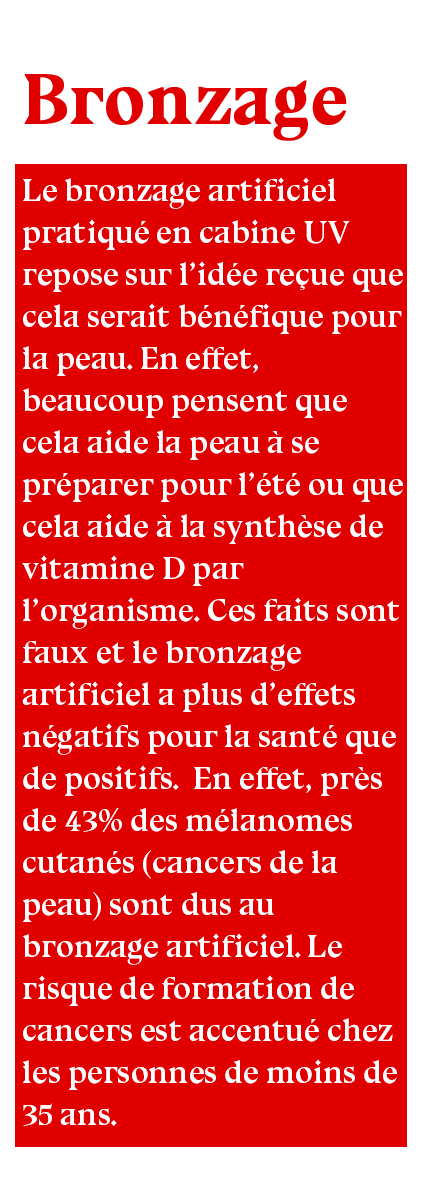 Bronzage
Le bronzage artificiel
pratiqué en cabine UV
repose sur l'idée reçue que
cela serait bénéfique pour
la peau. En effet,
beaucoup pensent que
cela aide la peau à se
préparer pour l'été ou que
cela aide à la synthèse de
vitamine D par
l'organisme. Ces faits sont
faux et le bronzage
artificiel a plus d'effets
négatifs pour la santé que
de positifs.  En effet, près
de 43% des mélanomes
cutanés (cancers de la
peau) sont dus au
bronzage artificiel. Le
risque de formation de
cancers est accentué chez
les personnes de moins de
35 ans.